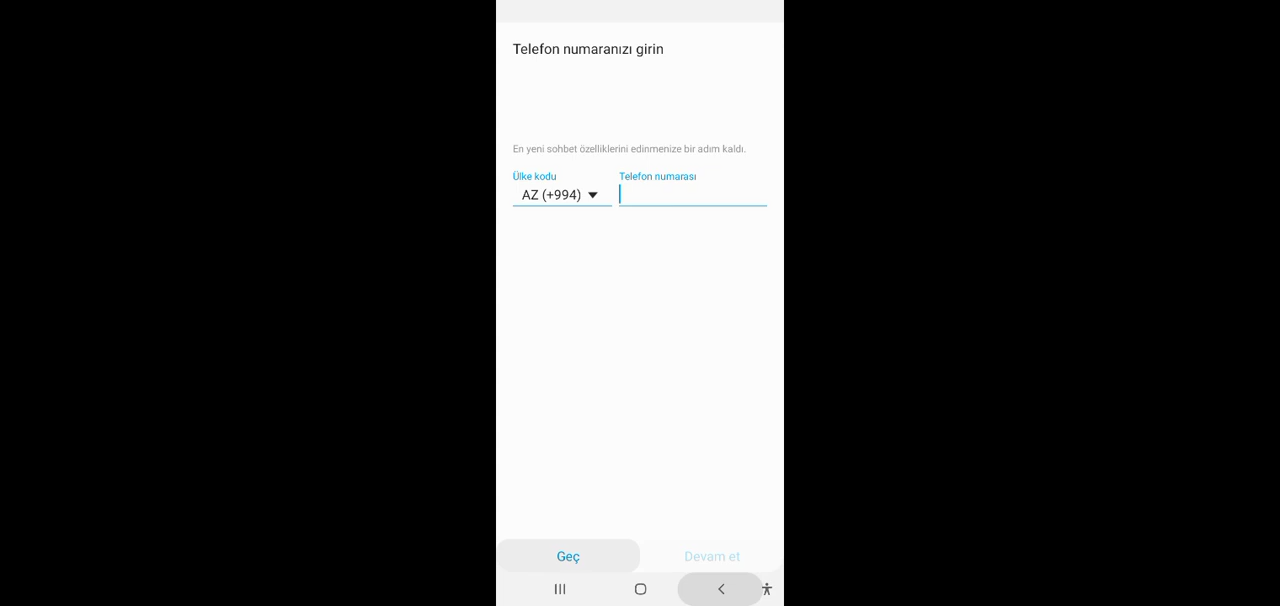 Telefon numaranızı girin
En yeni sohbet özelliklerini edinmenize bir adım kaldı.
Ülke kodu Telefon numarası
AZ (+994)
Geç Devam et